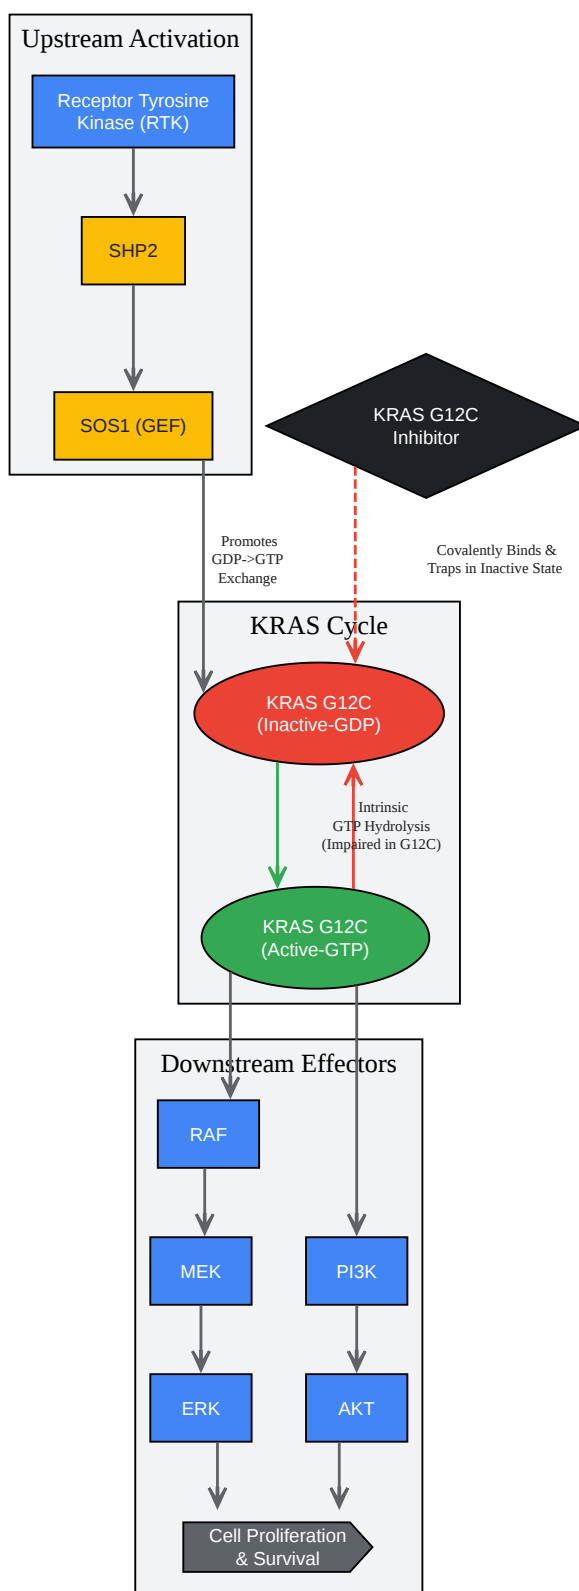 Upstream Activation
Receptor Tyrosine
Kinase (RTK)
SHP2
SOS1 (GEF)
KRAS G12C
Inhibitor
Promotes
GDP->GTP
Exchange
Covalently Binds &
Traps in Inactive State
KRAS Cycle
KRAS G12C
(Inactive-GDP)
Intrinsic
GTP Hydrolysis
(Impaired in G12C)
KRAS G12C
(Active-GTP)
Downstream Effectors
RAF
MEK
PI3K
ERK
AKT
Cell Proliferation
& Survival